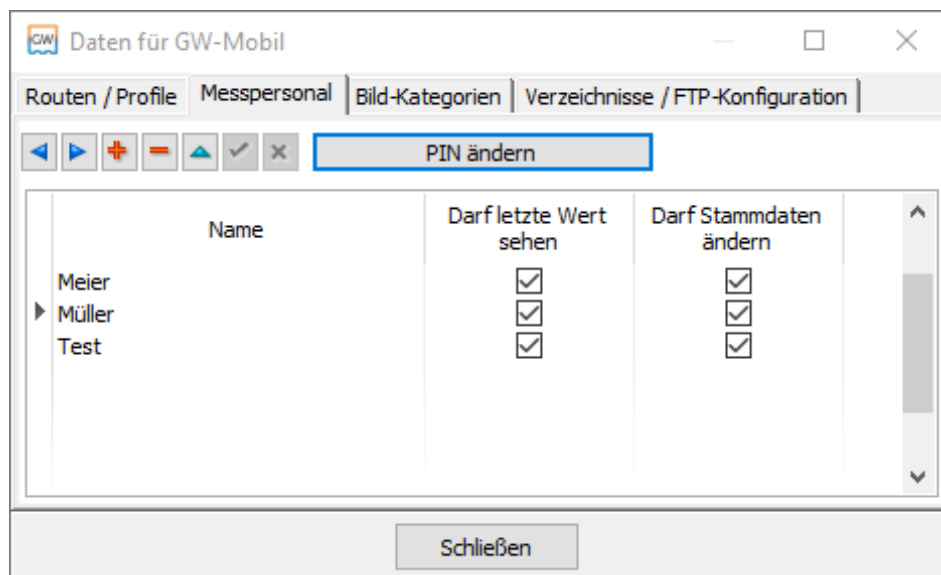 GW Daten für GW-Mobil
Routen / Profile Messpersonal Bild-Kategorien Verzeichnisse / FTP-Konfiguration
PIN ändern
Name Darf letzte Wert sehen Darf Stammdaten ändern
Meier
Müller
Test
Schließen